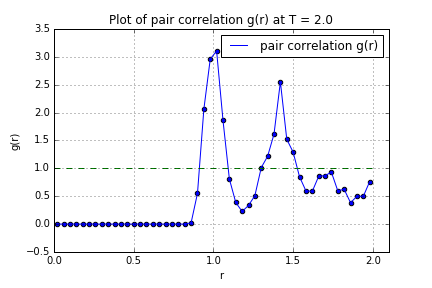 Plot of pair correlation g(r) at T = 2.0
pair correlation g(r)
g(r)
3.5
3.0
2.5
2.0
1.5
1.0
0.5
0.0
−0.5
0.0 0.5 1.0 1.5 2.0
r